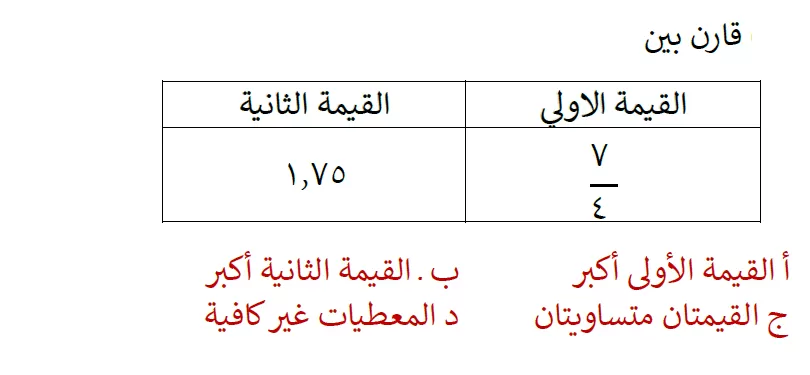 قارن بين
القيمة الاولي القيمة الثانية
٧
٤
١,٧٥
أ القيمة الأولى أكبر ب . القيمة الثانية أكبر
ج القيمتان متساويتان د المعطيات غير كافية